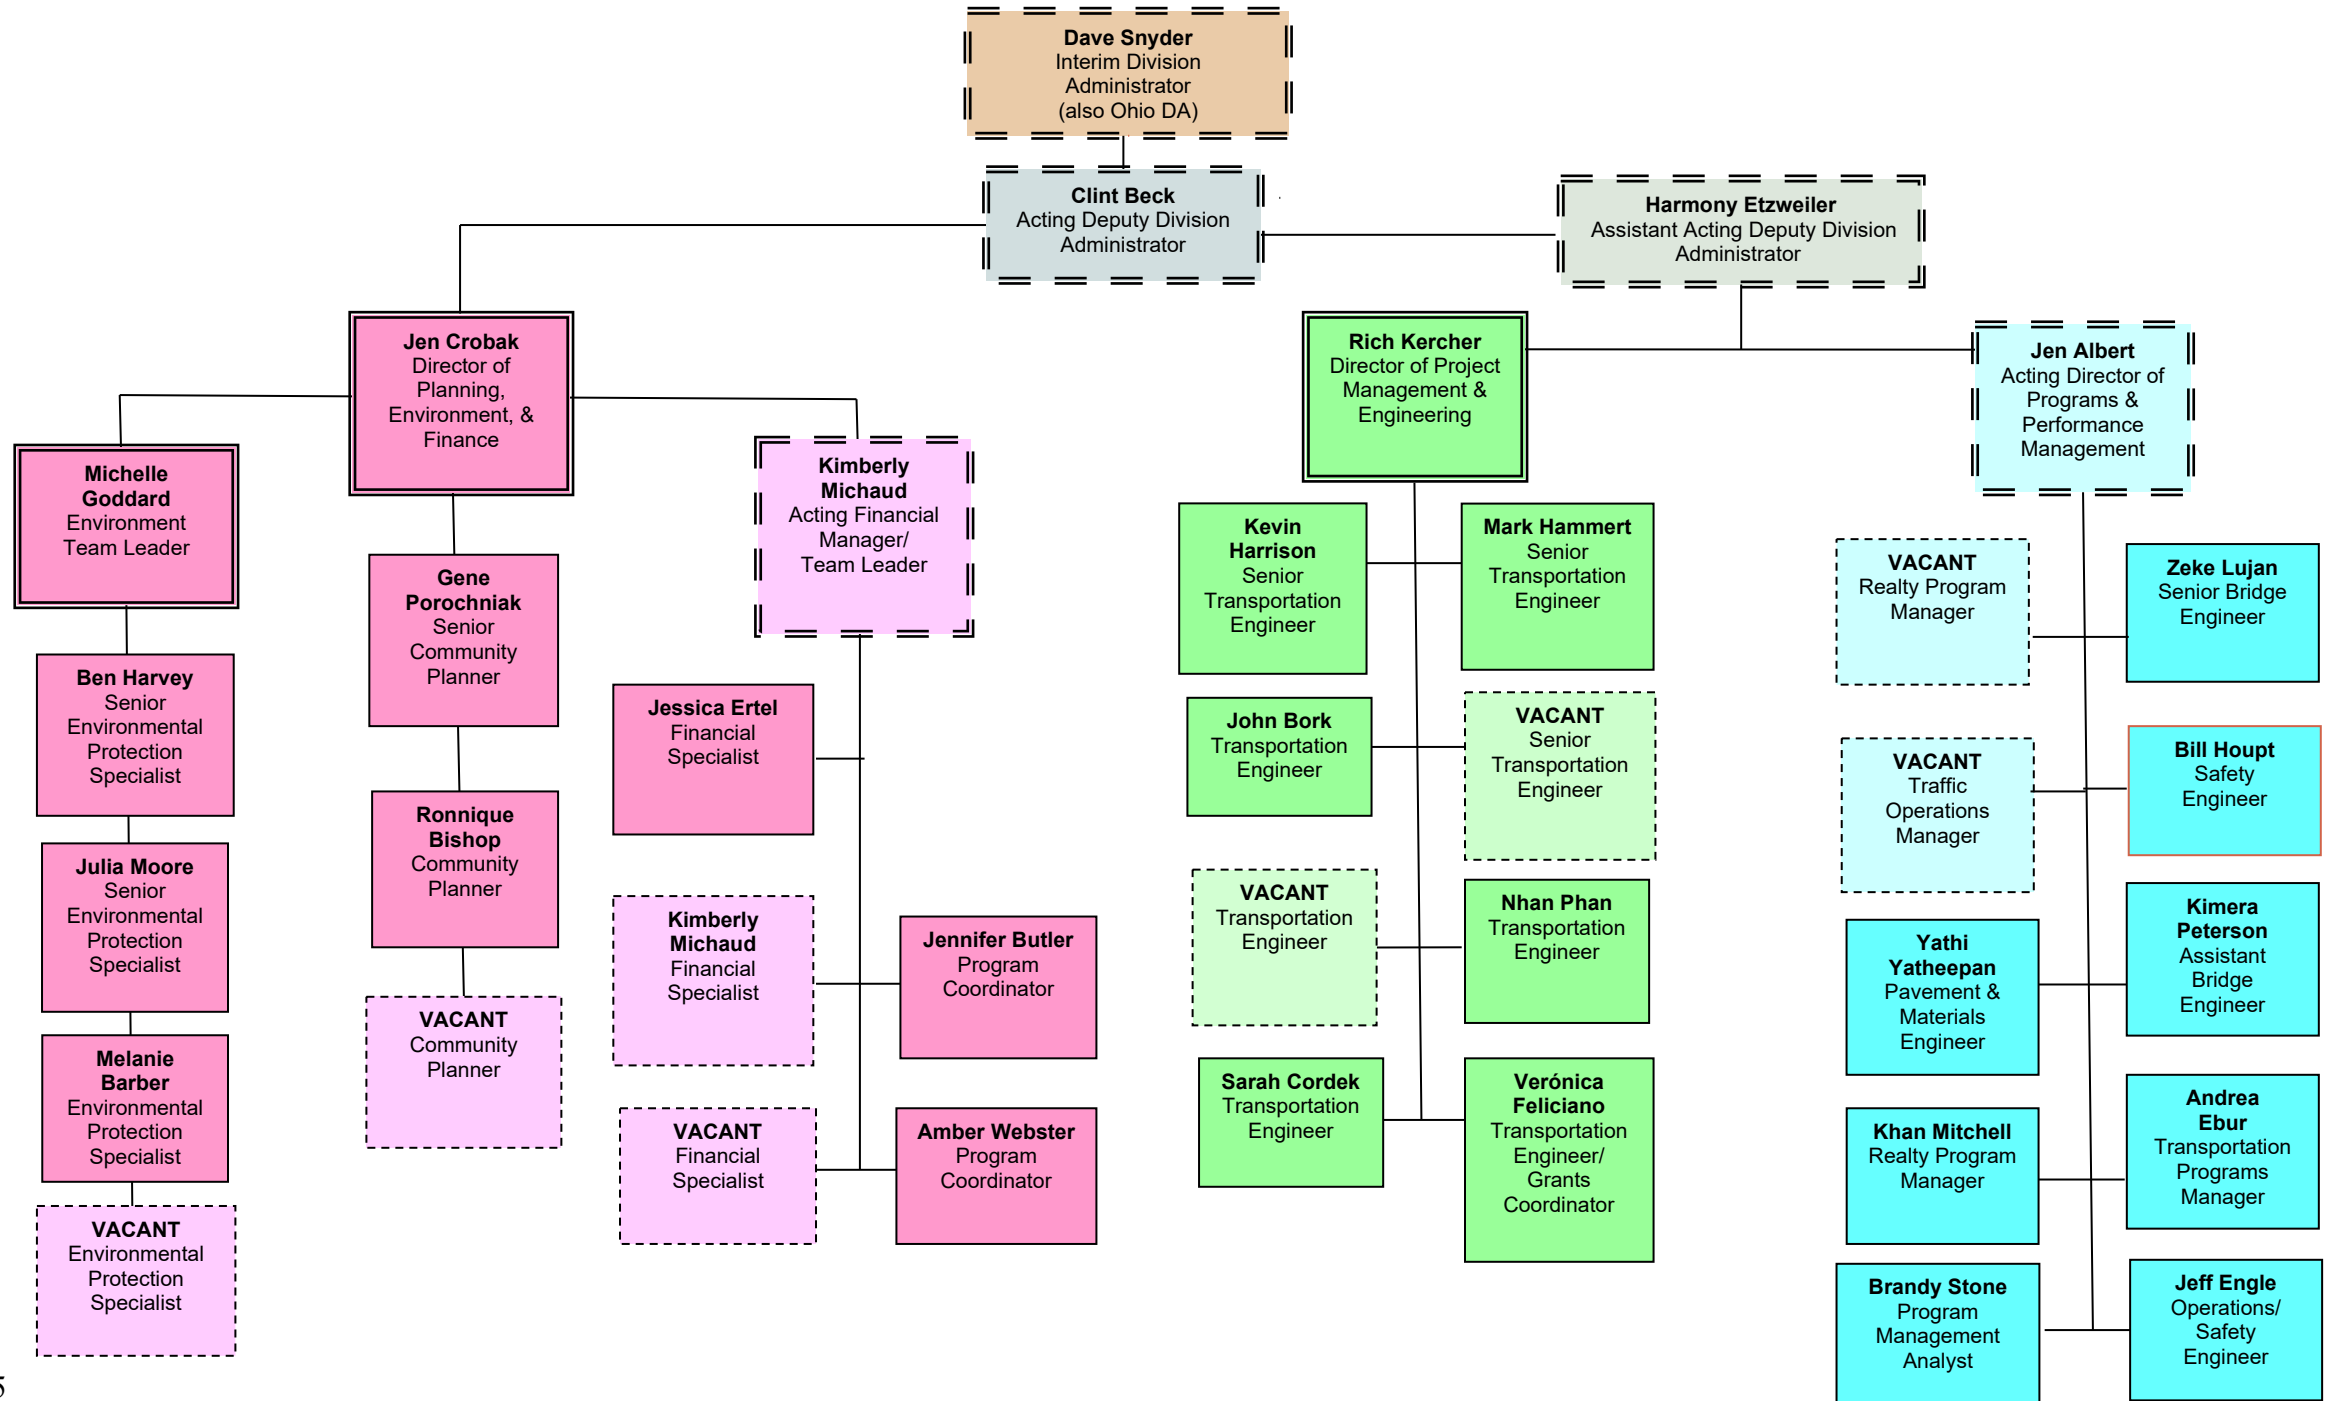 Dave Snyder
Interim Division
Administrator
(also Ohio DA)
Clint Beck
Acting Deputy Division
Administrator
Harmony Etzweiler
Assistant Acting Deputy Division
Administrator
Jen Crobak
Director of
Planning,
Environment, &
Finance
Rich Kercher
Director of Project
Management &
Engineering
Jen Albert
Acting Director of
Programs &
Performance
Management
Michelle
Goddard
Environment
Team Leader
Kimberly
Michaud
Acting Financial
Manager/
Team Leader
Ben Harvey
Senior
Environmental
Protection
Specialist
Julia Moore
Senior
Environmental
Protection
Specialist
Melanie
Barber
Environmental
Protection
Specialist
VACANT
Environmental
Protection
Specialist
Gene
Porochniak
Senior
Community
Planner
Ronnique
Bishop
Community
Planner
VACANT
Community
Planner
Jessica Ertel
Financial
Specialist
Kimberly
Michaud
Financial
Specialist
Jennifer Butler
Program
Coordinator
VACANT
Financial
Specialist
Amber Webster
Program
Coordinator
Kevin
Harrison
Senior
Transportation
Engineer
Mark Hammert
Senior
Transportation
Engineer
John Bork
Transportation
Engineer
VACANT
Senior
Transportation
Engineer
VACANT
Transportation
Engineer
Nhan Phan
Transportation
Engineer
Sarah Cordek
Transportation
Engineer
Verónica
Feliciano
Transportation
Engineer/
Grants
Coordinator
VACANT
Realty Program
Manager
Zeke Lujan
Senior Bridge
Engineer
VACANT
Traffic
Operations
Manager
Bill Houpt
Safety
Engineer
Yathi
Yatheepan
Pavement &
Materials
Engineer
Kimera
Peterson
Assistant
Bridge
Engineer
Khan Mitchell
Realty Program
Manager
Andrea
Ebur
Transportation
Programs
Manager
Brandy Stone
Program
Management
Analyst
Jeff Engle
Operations/
Safety
Engineer
5